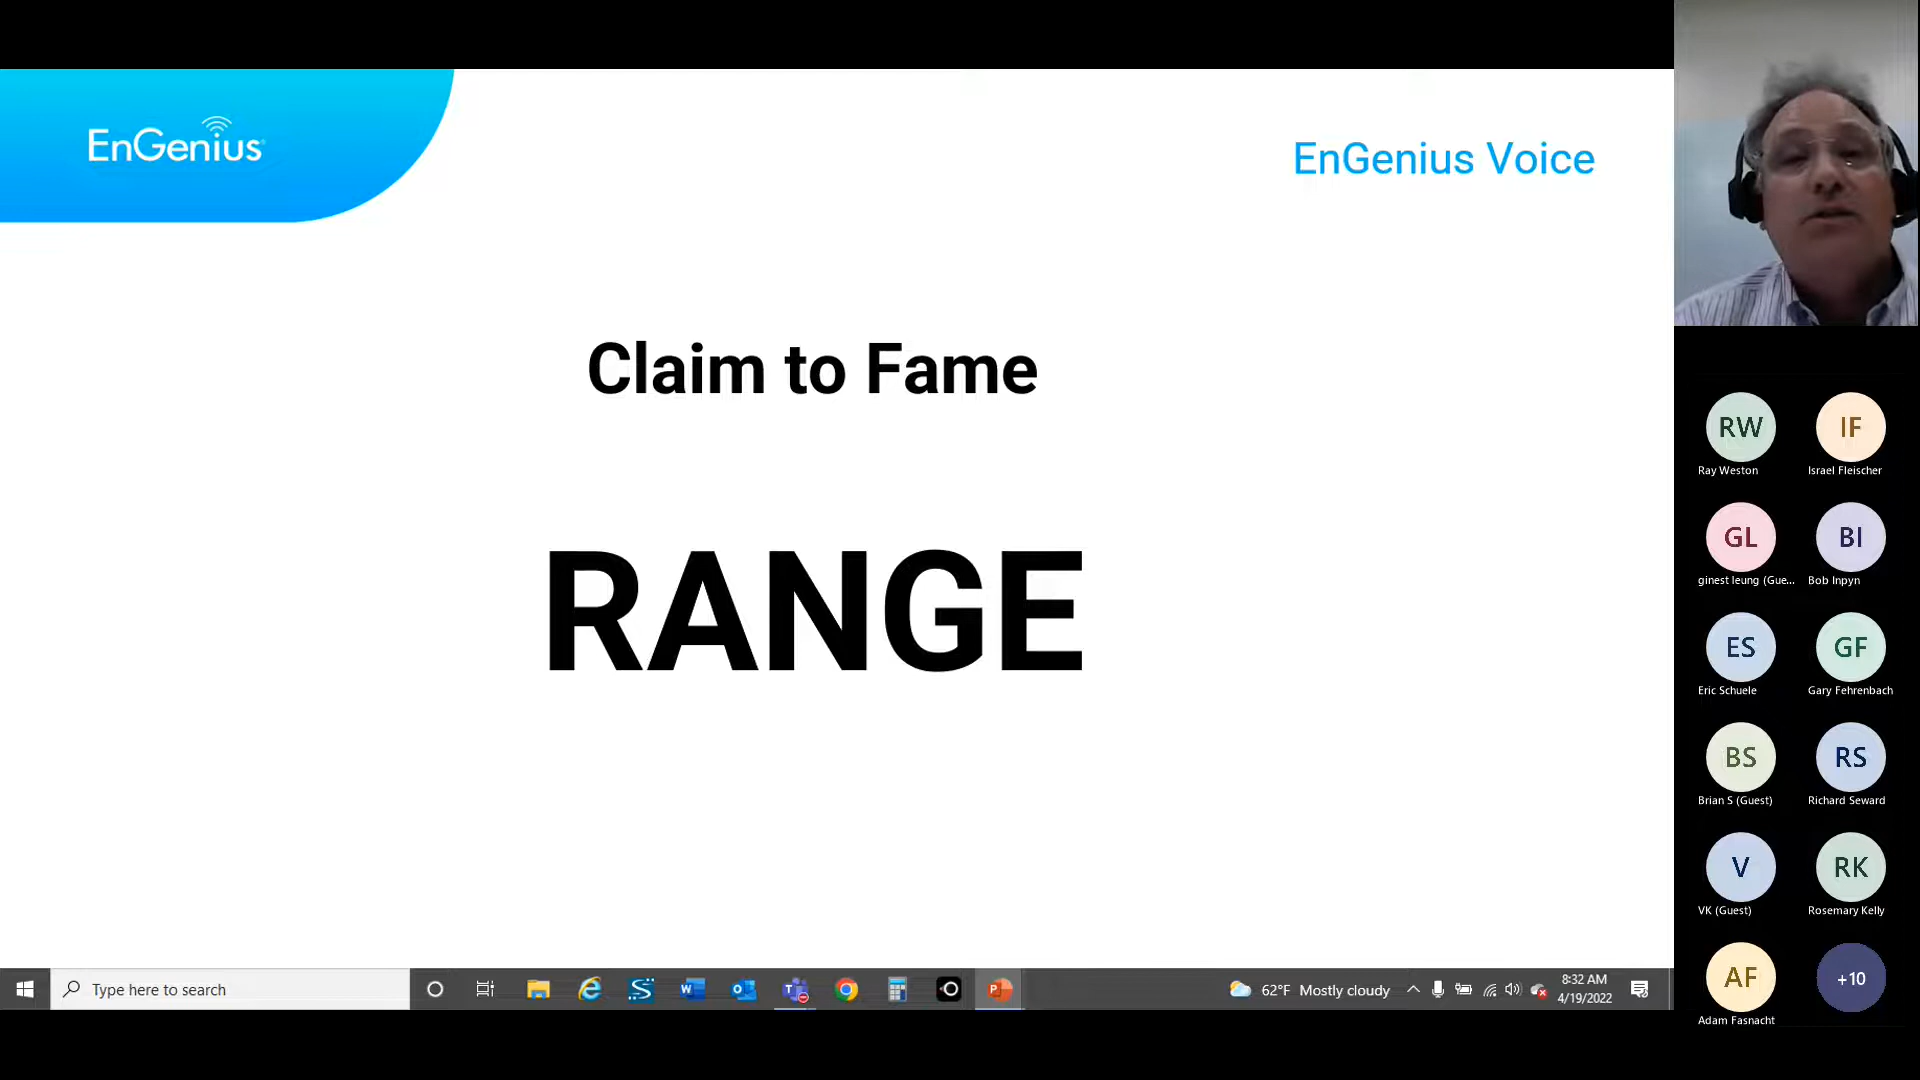 EnGenius
EnGenius Voice
Claim to Fame
RANGE
RW
Ray Weston
IF
Israel Fleischer
GL
ginest leung (Gue...
BI
Bob Inpyn
ES
Eric Schuele
GF
Gary Fehrenbach
BS
Brian S (Guest)
RS
Richard Seward
V
VK (Guest)
RK
Rosemary Kelly
AF
Adam Fasnacht
+10
Type here to search
62°F Mostly cloudy
8:32 AM
4/19/2022